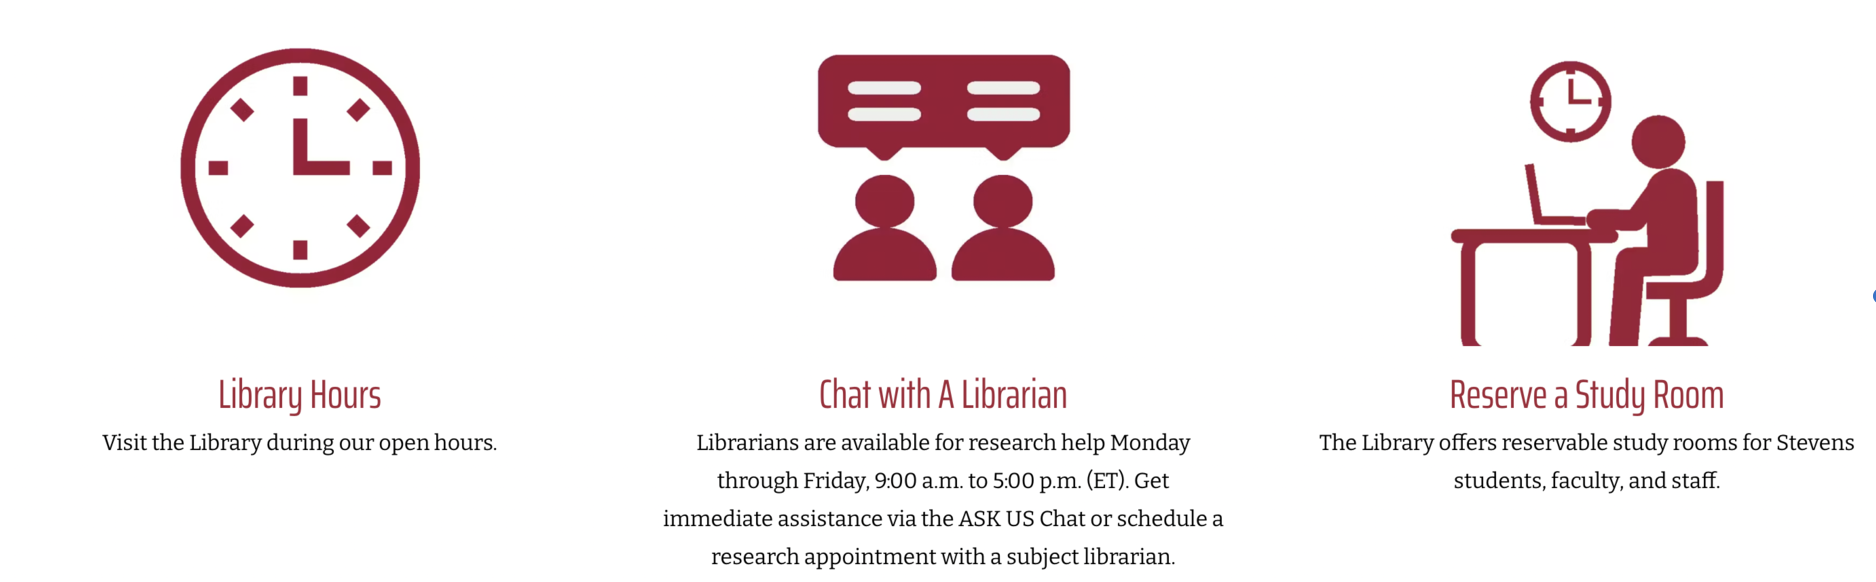 Library Hours
Visit the Library during our open hours.
Chat with A Librarian
Librarians are available for research help Monday
through Friday, 9:00 a.m. to 5:00 p.m. (ET). Get
immediate assistance via the ASK US Chat or schedule a
research appointment with a subject librarian.
Reserve a Study Room
The Library offers reservable study rooms for Stevens
students, faculty, and staff.